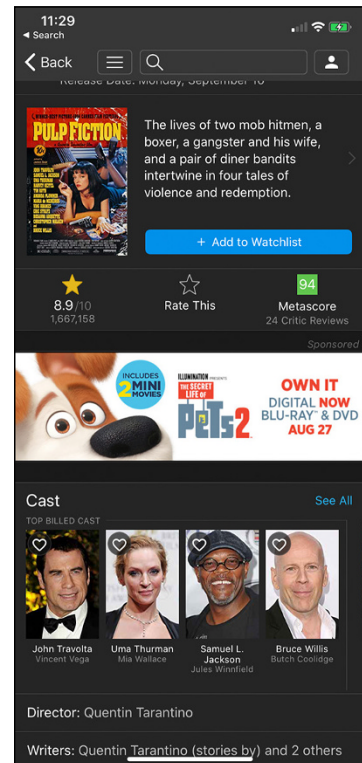 11:29
Search
Back
Release Date: Monday, September 10
PULP FICTION
10¢
The lives of two mob hitmen, a
boxer, a gangster and his wife,
and a pair of diner bandits
intertwine in four tales of
violence and redemption.
+ Add to Watchlist
8.9/10
1,667,158
Rate This
94
Metascore
24 Critic Reviews
Sponsored
INCLUDES
2 MINI
MOVIES
ILLUMINATION PRESENTS
THE SECRET
LIFE OF
PETS 2
OWN IT
DIGITAL NOW
BLU-RAY™ & DVD
AUG 27
Cast
See All
TOP BILLED CAST
John Travolta
Vincent Vega
Uma Thurman
Mia Wallace
Samuel L.
Jackson
Jules Winnfield
Bruce Willis
Butch Coolidge
Director: Quentin Tarantino
Writers: Quentin Tarantino (stories by) and 2 others